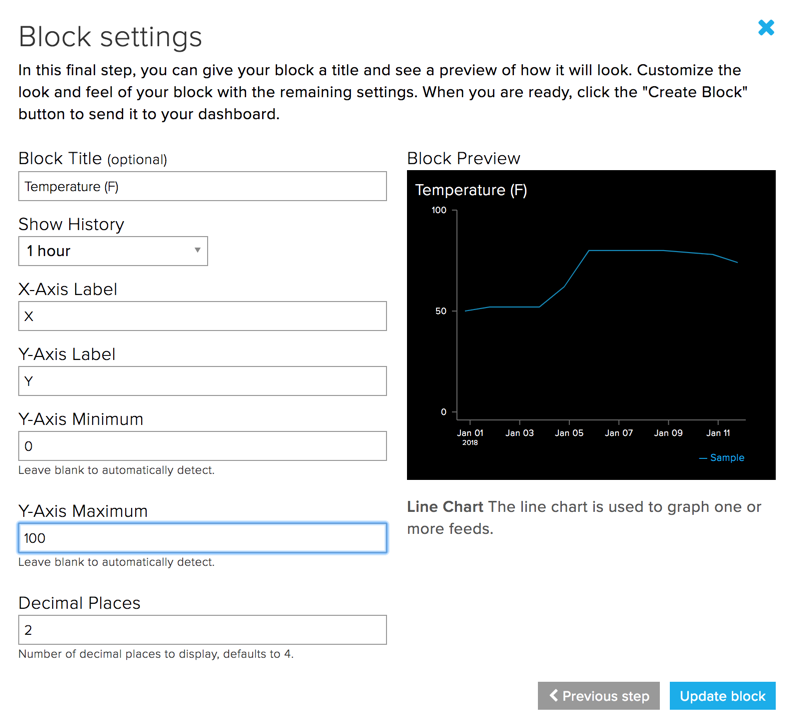 Block settings
In this final step, you can give your block a title and see a preview of how it will look. Customize the
look and feel of your block with the remaining settings. When you are ready, click the "Create Block"
button to send it to your dashboard.
Block Title (optional)
Temperature (F)
Show History
1 hour
X-Axis Label
X
Y-Axis Label
Y
Y-Axis Minimum
0
Leave blank to automatically detect.
Y-Axis Maximum
100
Leave blank to automatically detect.
Decimal Places
2
Number of decimal places to display, defaults to 4.
Block Preview
Temperature (F)
100
50
0
Jan 01 Jan 03 Jan 05 Jan 07 Jan 09 Jan 11
2018
Sample
Line Chart The line chart is used to graph one or
more feeds.
Previous step Update block